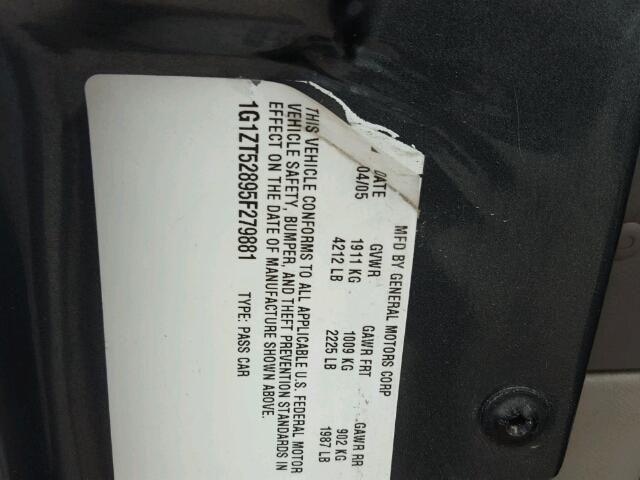 MFD BY GENERAL MOTORS CORP
DATE GVWR GAWR FRT GAWR RR
04/05 1911 KG 1009 KG 902 KG
4212 LB 2225 LB 1987 LB
THIS VEHICLE CONFORMS TO ALL APPLICABLE U.S. FEDERAL MOTOR
VEHICLE SAFETY, BUMPER, AND THEFT PREVENTION STANDARDS IN
EFFECT ON THE DATE OF MANUFACTURE SHOWN ABOVE.
1G1ZT52895F279881 TYPE: PASS CAR